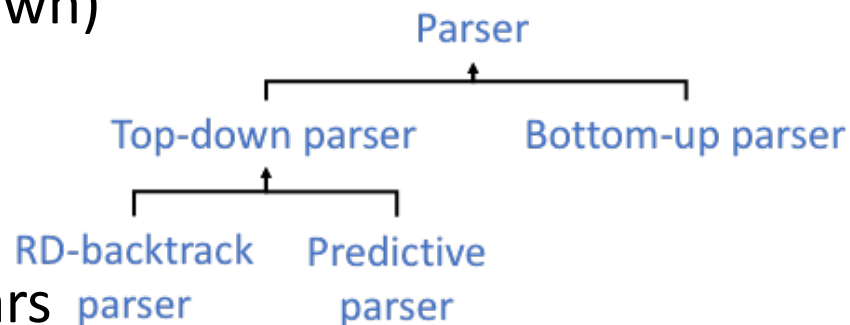 Parser
Top-down parser Bottom-up parser
RD-backtrack Predictive
parser parser